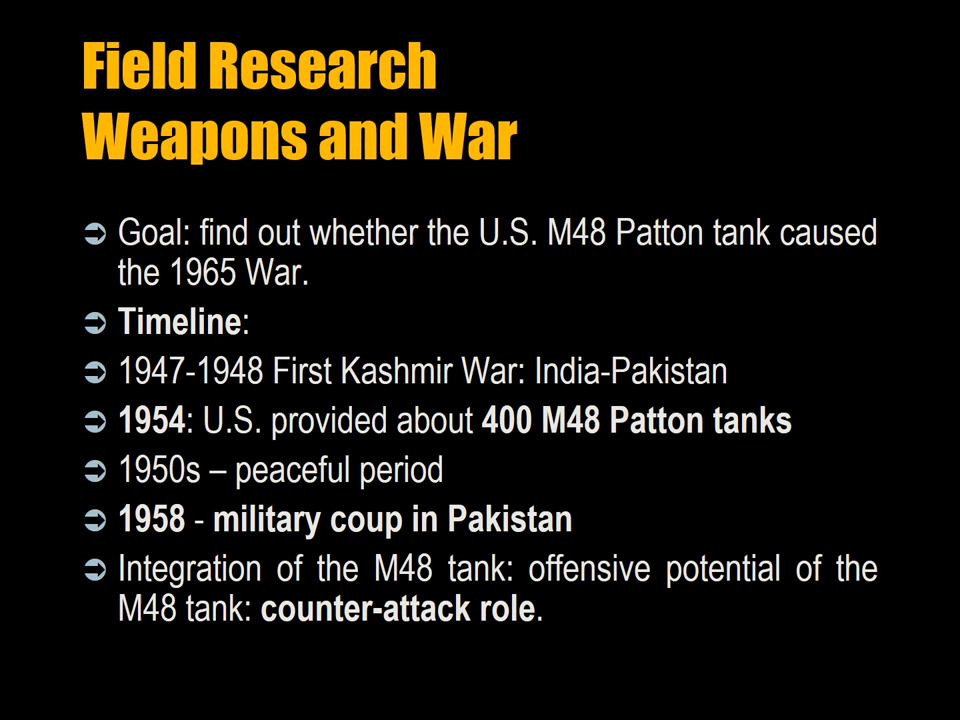 Field Research
Weapons and War
➲ Goal: find out whether the U.S. M48 Patton tank caused
the 1965 War.
➲ Timeline:
➲ 1947-1948 First Kashmir War: India-Pakistan
➲ 1954: U.S. provided about 400 M48 Patton tanks
➲ 1950s – peaceful period
➲ 1958 - military coup in Pakistan
➲ Integration of the M48 tank: offensive potential of the
M48 tank: counter-attack role.